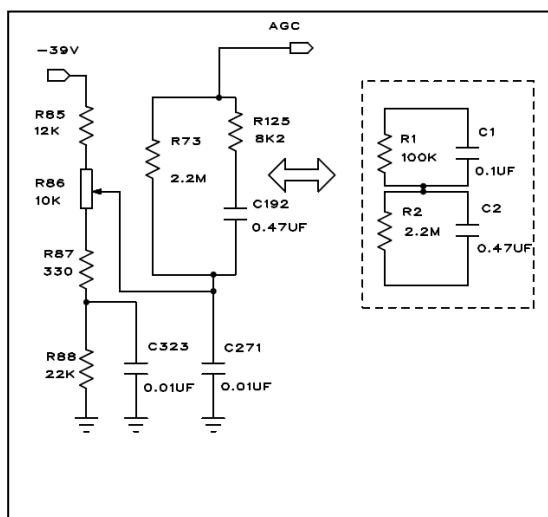 AGC
-39V
R85
12K
R125
8K2
R73
2.2M
R86
10K
C192
0.47UF
R87
330
R88
22K
C323
0.01UF
C271
0.01UF
R1
100K
C1
0.1UF
R2
2.2M
C2
0.47UF